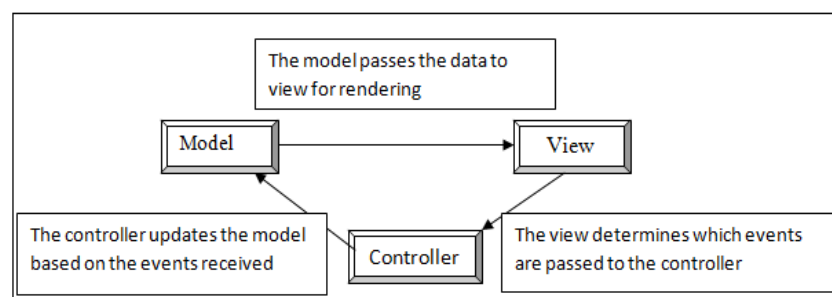 The model passes the data to
view for rendering
Model
View
The controller updates the model
based on the events received
Controller
The view determines which events
are passed to the controller